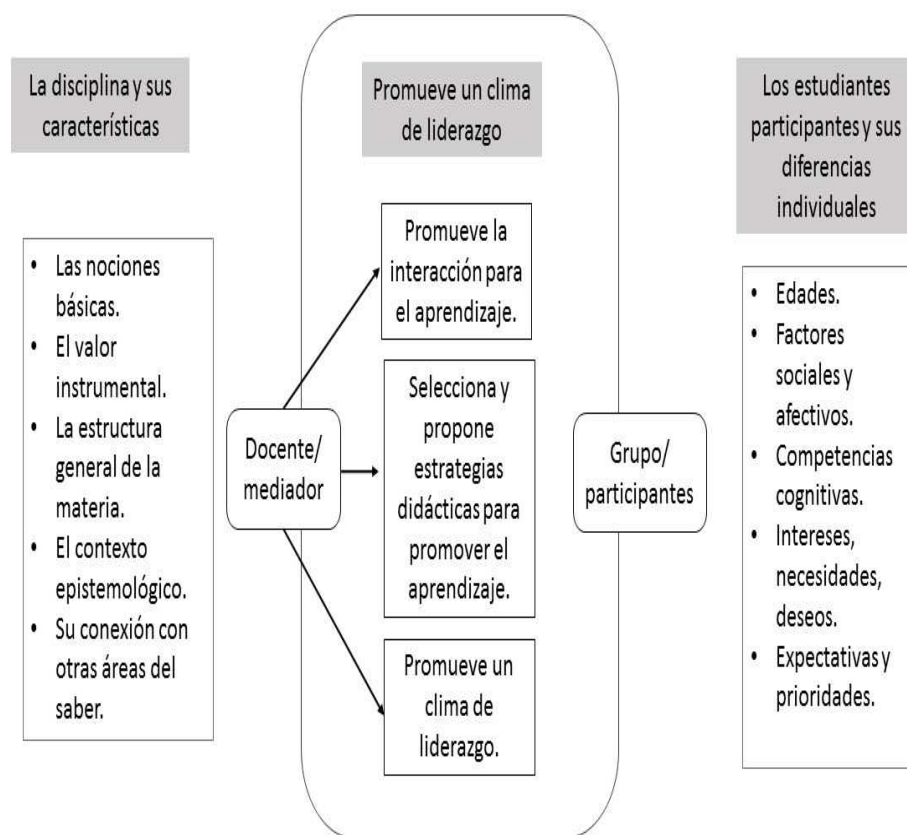 La disciplina y sus
características
Promueve un clima
de liderazgo
Los estudiantes
participantes y sus
diferencias
individuales
• Las nociones
básicas.
• El valor
instrumental.
• La estructura
general de la
materia.
• El contexto
epistemológico.
• Su conexión con
otras áreas del
saber.
Docente/
mediador
Promueve la
interacción para
el aprendizaje.
Selecciona y
propone
estrategias
didácticas para
promover el
aprendizaje.
Promueve un
clima de
liderazgo.
Grupo/
participantes
• Edades.
• Factores
sociales y
afectivos.
• Competencias
cognitivas.
• Intereses,
necesidades,
deseos.
• Expectativas y
prioridades.